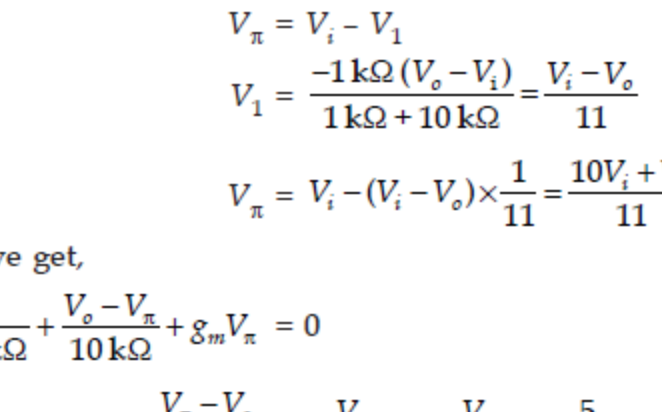 V_π = V_i – V_1
V_1 = −1 kΩ (V_o − V_i) / 1 kΩ + 10 kΩ = V_i − V_o / 11
V_π = V_i − (V_i − V_o) × 1/11 = 10V_i + / 11
get,
+ V_o − V_π / 10 kΩ + g_m V_π = 0